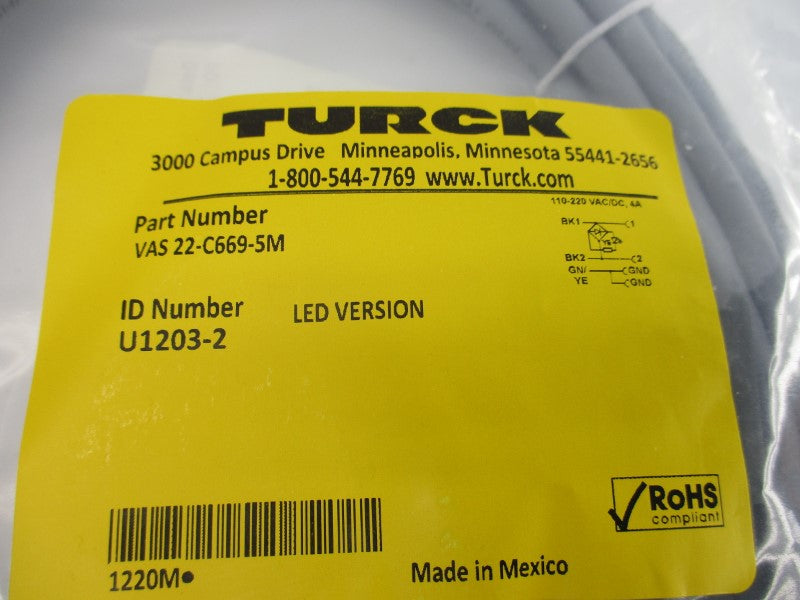 TURCK
3000 Campus Drive Minneapolis, Minnesota 55441-2656
1-800-544-7769 www.Turck.com
110-220 VAC/DC, 4A
Part Number
VAS 22-C669-5M
BK1 1
YE
BK2 2
GN/ GND
YE GND
ID Number
LED VERSION
U1203-2
RoHS
compliant
1220M•
Made in Mexico